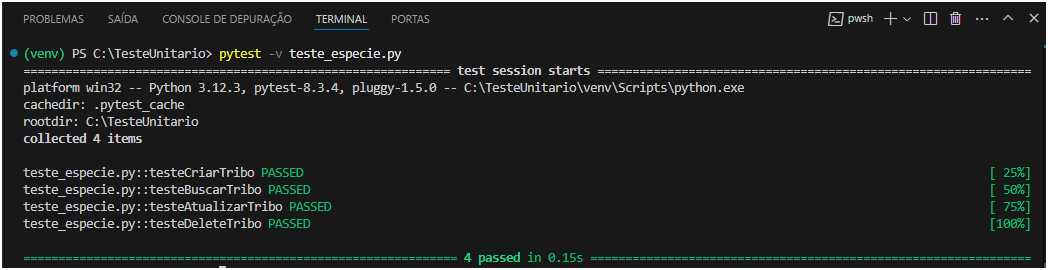 PROBLEMAS SAÍDA CONSOLE DE DEPURAÇÃO TERMINAL PORTAS pwsh
(venv) PS C:\TesteUnitario> pytest -v teste_especie.py
============================================================= test session starts ==============================================================
platform win32 -- Python 3.12.3, pytest-8.3.4, pluggy-1.5.0 -- C:\TesteUnitario\venv\Scripts\python.exe
cachedir: .pytest_cache
rootdir: C:\TesteUnitario
collected 4 items
teste_especie.py::testeCriarTribo PASSED [ 25%]
teste_especie.py::testeBuscarTribo PASSED [ 50%]
teste_especie.py::testeAtualizarTribo PASSED [ 75%]
teste_especie.py::testeDeleteTribo PASSED [100%]
============================================================== 4 passed in 0.15s ===============================================================